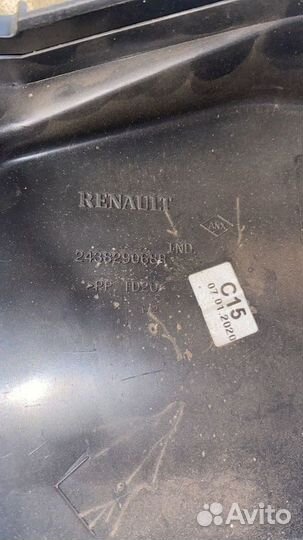 RENAULT
IND
PP TD20
C15
07.01.2020
Avito